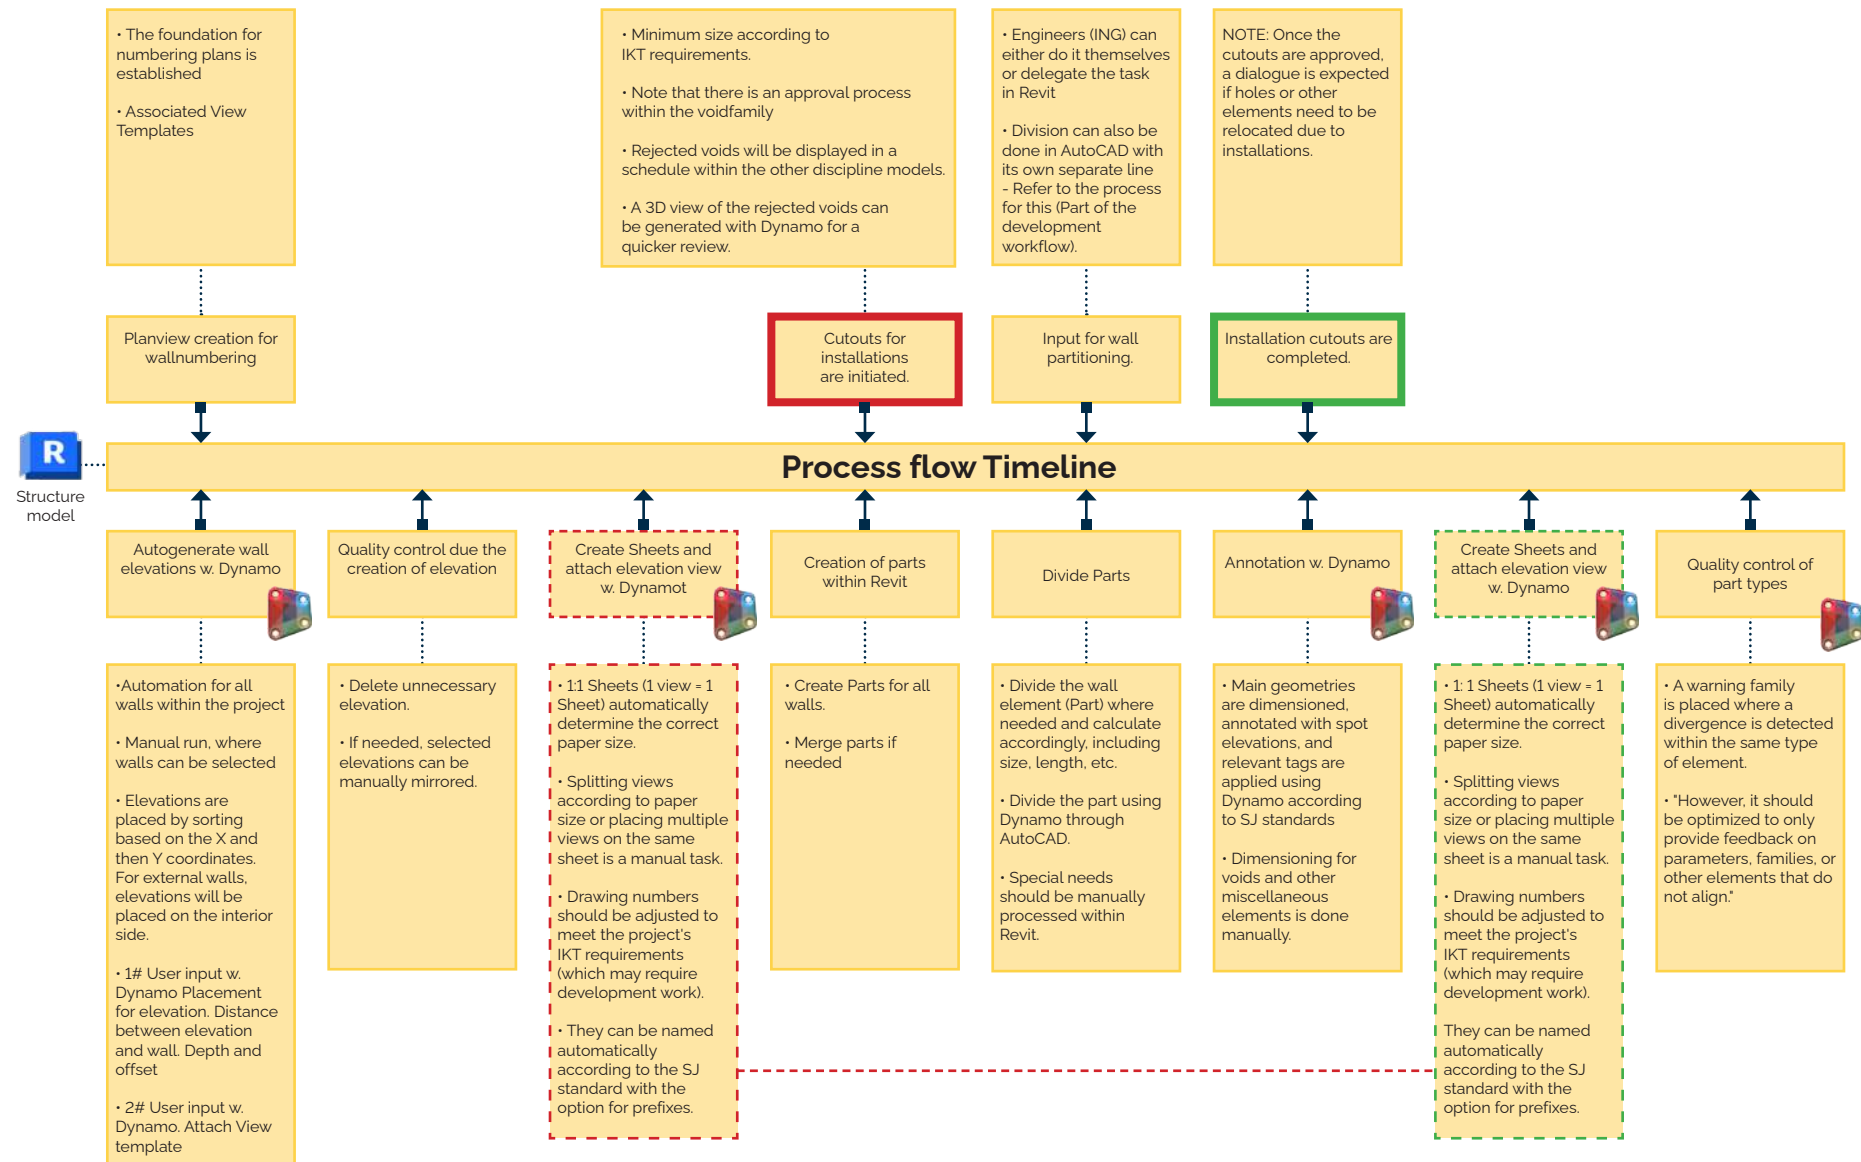 • The foundation for
numbering plans is
established
• Associated View
Templates
• Minimum size according to
IKT requirements.
• Note that there is an approval process
within the voidfamily
• Rejected voids will be displayed in a
schedule within the other discipline models.
• A 3D view of the rejected voids can
be generated with Dynamo for a
quicker review.
• Engineers (ING) can
either do it themselves
or delegate the task
in Revit
• Division can also be
done in AutoCAD with
its own separate line
- Refer to the process
for this (Part of the
development
workflow).
NOTE: Once the
cutouts are approved,
a dialogue is expected
if holes or other
elements need to be
relocated due to
installations.
Planview creation for
wallnumbering
Cutouts for
installations
are initiated.
Input for wall
partitioning.
Installation cutouts are
completed.
R
Structure
model
Process flow Timeline
Autogenerate wall
elevations w. Dynamo
Quality control due the
creation of elevation
Create Sheets and
attach elevation view
w. Dynamot
Creation of parts
within Revit
Divide Parts
Annotation w. Dynamo
Create Sheets and
attach elevation view
w. Dynamo
Quality control of
part types
•Automation for all
walls within the project
• Manual run, where
walls can be selected
• Elevations are
placed by sorting
based on the X and
then Y coordinates.
For external walls,
elevations will be
placed on the interior
side.
• 1# User input w.
Dynamo Placement
for elevation. Distance
between elevation
and wall. Depth and
offset
• 2# User input w.
Dynamo. Attach View
template
• Delete unnecessary
elevation.
• If needed, selected
elevations can be
manually mirrored.
• 1:1 Sheets (1 view = 1
Sheet) automatically
determine the correct
paper size.
• Splitting views
according to paper
size or placing multiple
views on the same
sheet is a manual task.
• Drawing numbers
should be adjusted to
meet the project's
IKT requirements
(which may require
development work).
• They can be named
automatically
according to the SJ
standard with the
option for prefixes.
• Create Parts for all
walls.
• Merge parts if
needed
• Divide the wall
element (Part) where
needed and calculate
accordingly, including
size, length, etc.
• Divide the part using
Dynamo through
AutoCAD.
• Special needs
should be manually
processed within
Revit.
• Main geometries
are dimensioned,
annotated with spot
elevations, and
relevant tags are
applied using
Dynamo according
to SJ standards
• Dimensioning for
voids and other
miscellaneous
elements is done
manually.
• 1: 1 Sheets (1 view = 1
Sheet) automatically
determine the correct
paper size.
• Splitting views
according to paper
size or placing multiple
views on the same
sheet is a manual task.
• Drawing numbers
should be adjusted to
meet the project's
IKT requirements
(which may require
development work).
They can be named
automatically
according to the SJ
standard with the
option for prefixes.
• A warning family
is placed where a
divergence is detected
within the same type
of element.
• "However, it should
be optimized to only
provide feedback on
parameters, families, or
other elements that do
not align."